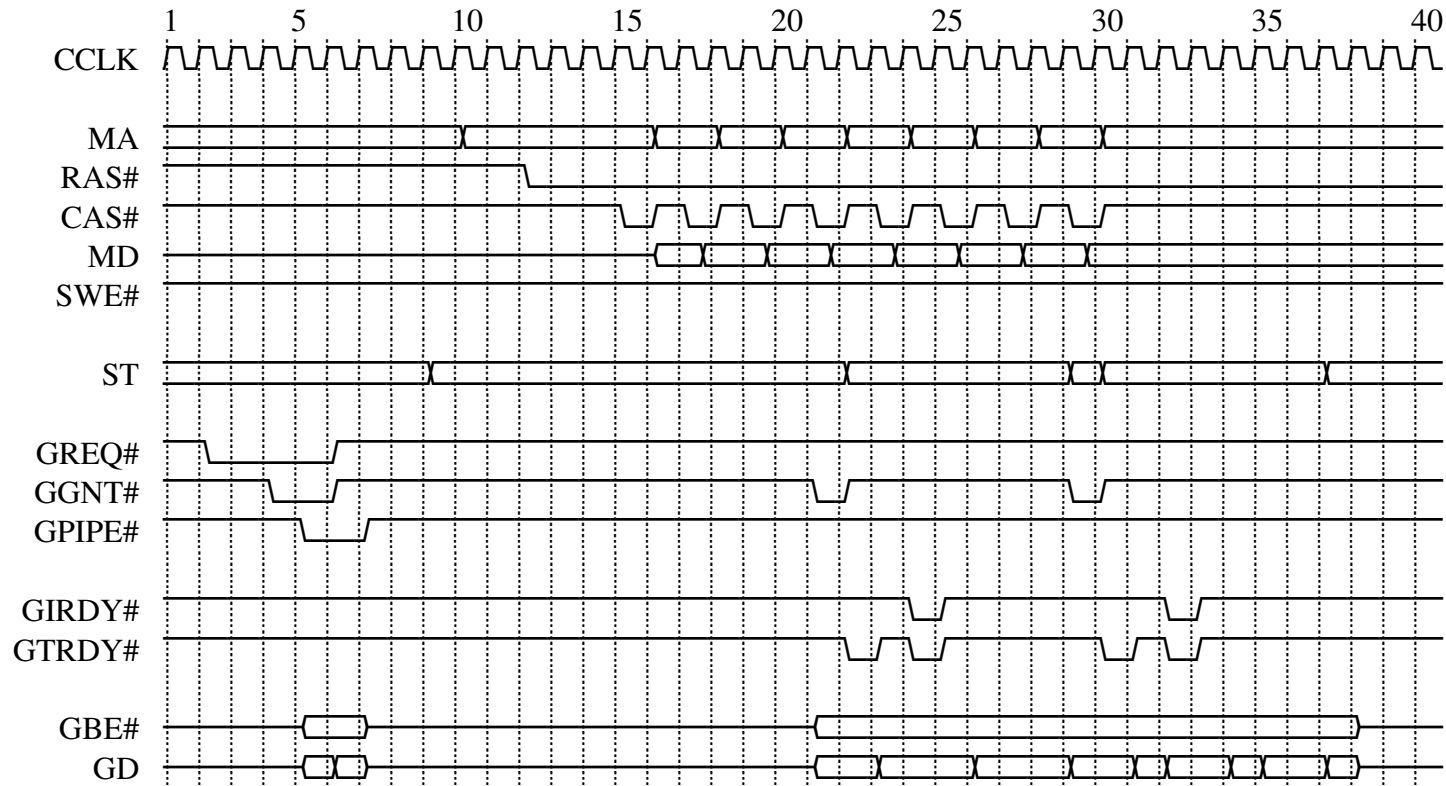 1 5 10 15 20 25 30 35 40
CCLK
MA
RAS#
CAS#
MD
SWE#
ST
GREQ#
GGNT#
GPIPE#
GIRDY#
GTRDY#
GBE#
GD